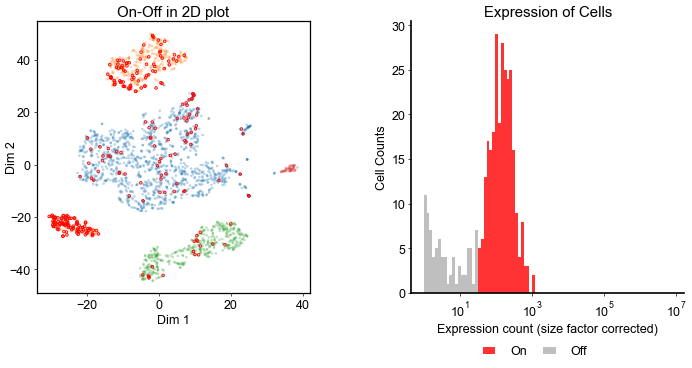 On-Off in 2D plot
Dim 2
40
20
0
−20
−40
−20
0
20
40
Dim 1
Expression of Cells
Cell Counts
30
25
20
15
10
5
0
10^1
10^3
10^5
10^7
Expression count (size factor corrected)
On
Off